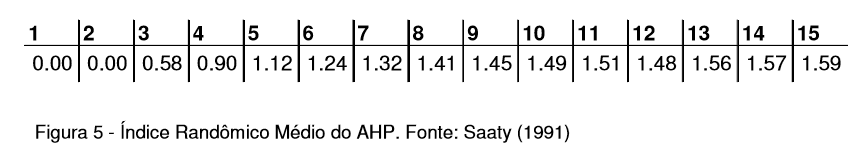 1 2 3 4 5 6 7 8 9 10 11 12 13 14 15
0.00 0.00 0.58 0.90 1.12 1.24 1.32 1.41 1.45 1.49 1.51 1.48 1.56 1.57 1.59
Figura 5 - Índice Randômico Médio do AHP. Fonte: Saaty (1991)